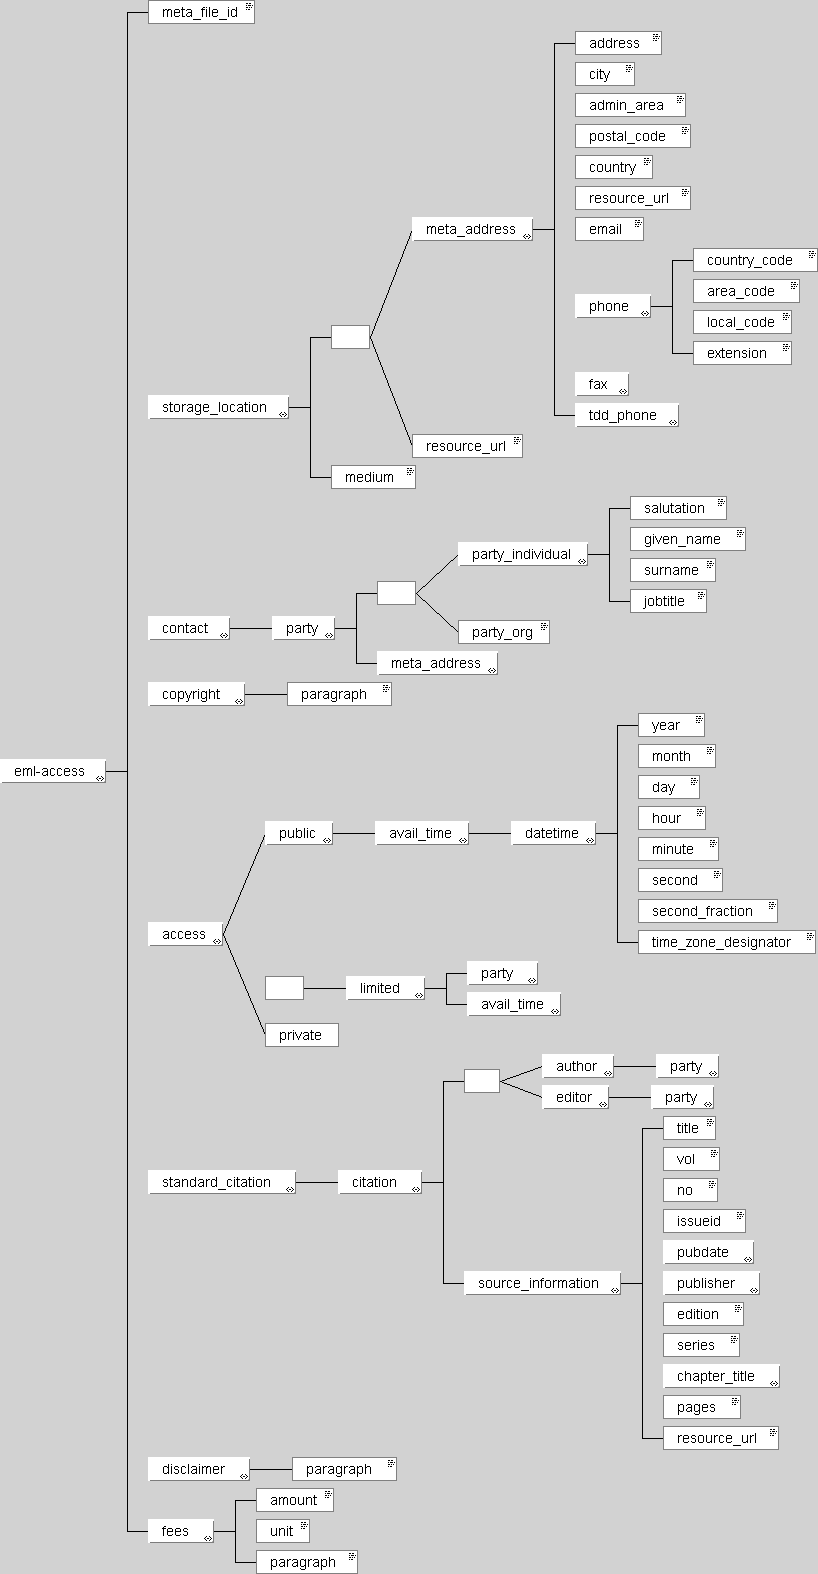 meta_file_id
address
city
admin_area
postal_code
country
resource_url
meta_address
email
country_code
area_code
phone
local_code
extension
fax
storage_location
tdd_phone
resource_url
medium
salutation
given_name
party_individual
surname
jobtitle
contact
party
party_org
meta_address
copyright
paragraph
year
month
eml-access
day
hour
public
avail_time
datetime
minute
second
second_fraction
access
time_zone_designator
party
limited
avail_time
private
author
party
editor
party
title
vol
standard_citation
citation
no
issueid
pubdate
source_information
publisher
edition
series
chapter_title
pages
resource_url
disclaimer
paragraph
amount
fees
unit
paragraph